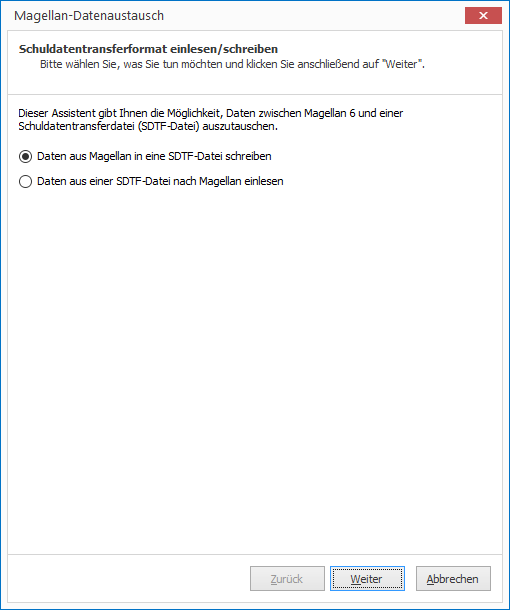 Magellan-Datenaustausch
Schuldatentransferformat einlesen/schreiben
Bitte wählen Sie, was Sie tun möchten und klicken Sie anschließend auf "Weiter".
Dieser Assistent gibt Ihnen die Möglichkeit, Daten zwischen Magellan 6 und einer
Schuldatentransferdatei (SDTF-Datei) auszutauschen.
Daten aus Magellan in eine SDTF-Datei schreiben
Daten aus einer SDTF-Datei nach Magellan einlesen
Zurück Weiter Abbrechen